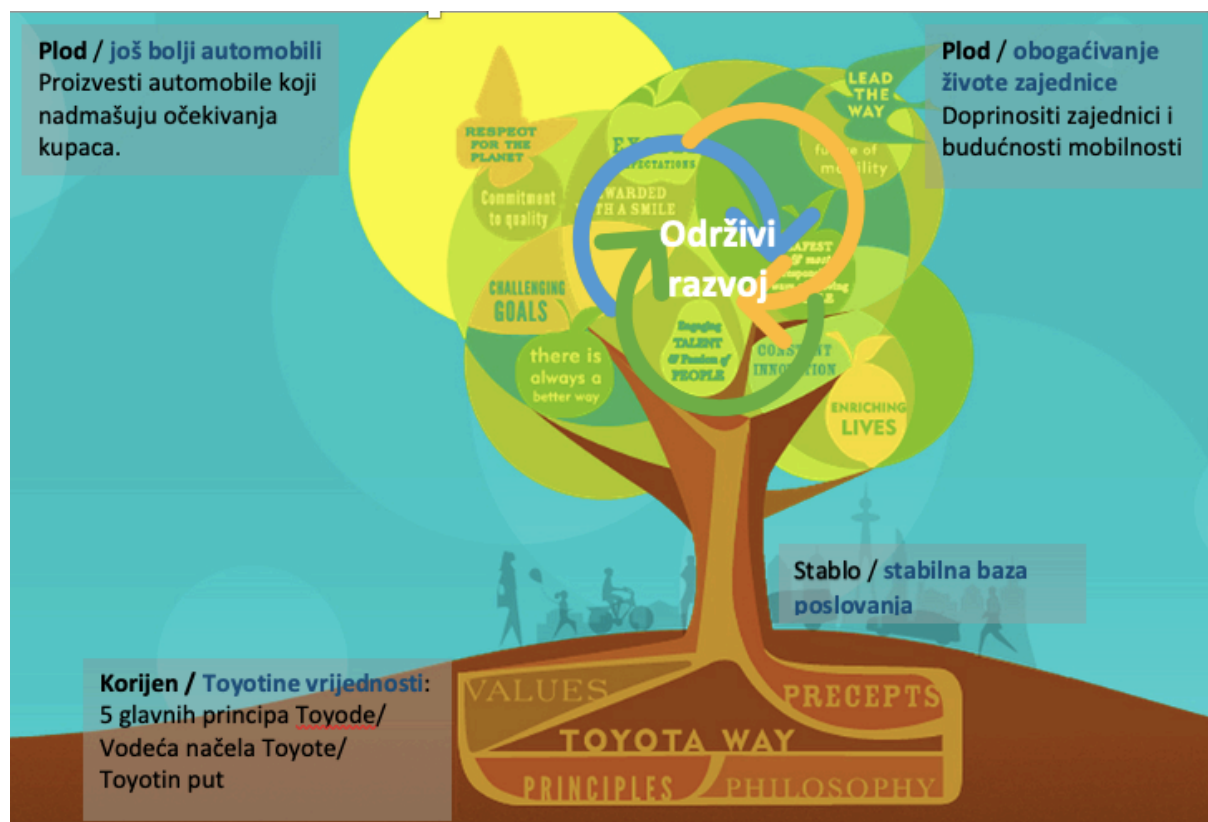 Plod / još bolji automobili
Proizvesti automobile koji
nadmašuju očekivanja
kupaca.
Plod / obogaćivanje
živote zajednice
Doprinositi zajednici i
budućnosti mobilnosti
LEAD
THE
WAY
future of
mobility
RESPECT
FOR THE
PLANET
Commitment
to quality
Održivi
razvoj
CHALLENGING
GOALS
there is
always a
better way
Engaging
TALENT
& Passion of
PEOPLE
ENRICHING
LIVES
Stablo / stabilna baza
poslovanja
Korijen / Toyotine vrijednosti:
5 glavnih principa Toyode/
Vodeća načela Toyote/
Toyotin put
VALUES
PRECEPTS
TOYOTA WAY
PRINCIPLES
PHILOSOPHY